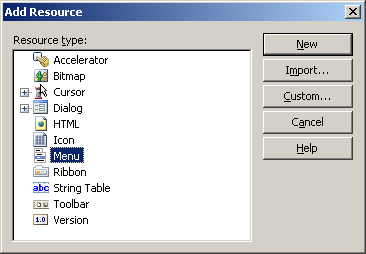 Add Resource
Resource type:
Accelerator
Bitmap
Cursor
Dialog
HTML
Icon
Menu
Ribbon
abc String Table
Toolbar
1.0 Version
New
Import...
Custom...
Cancel
Help